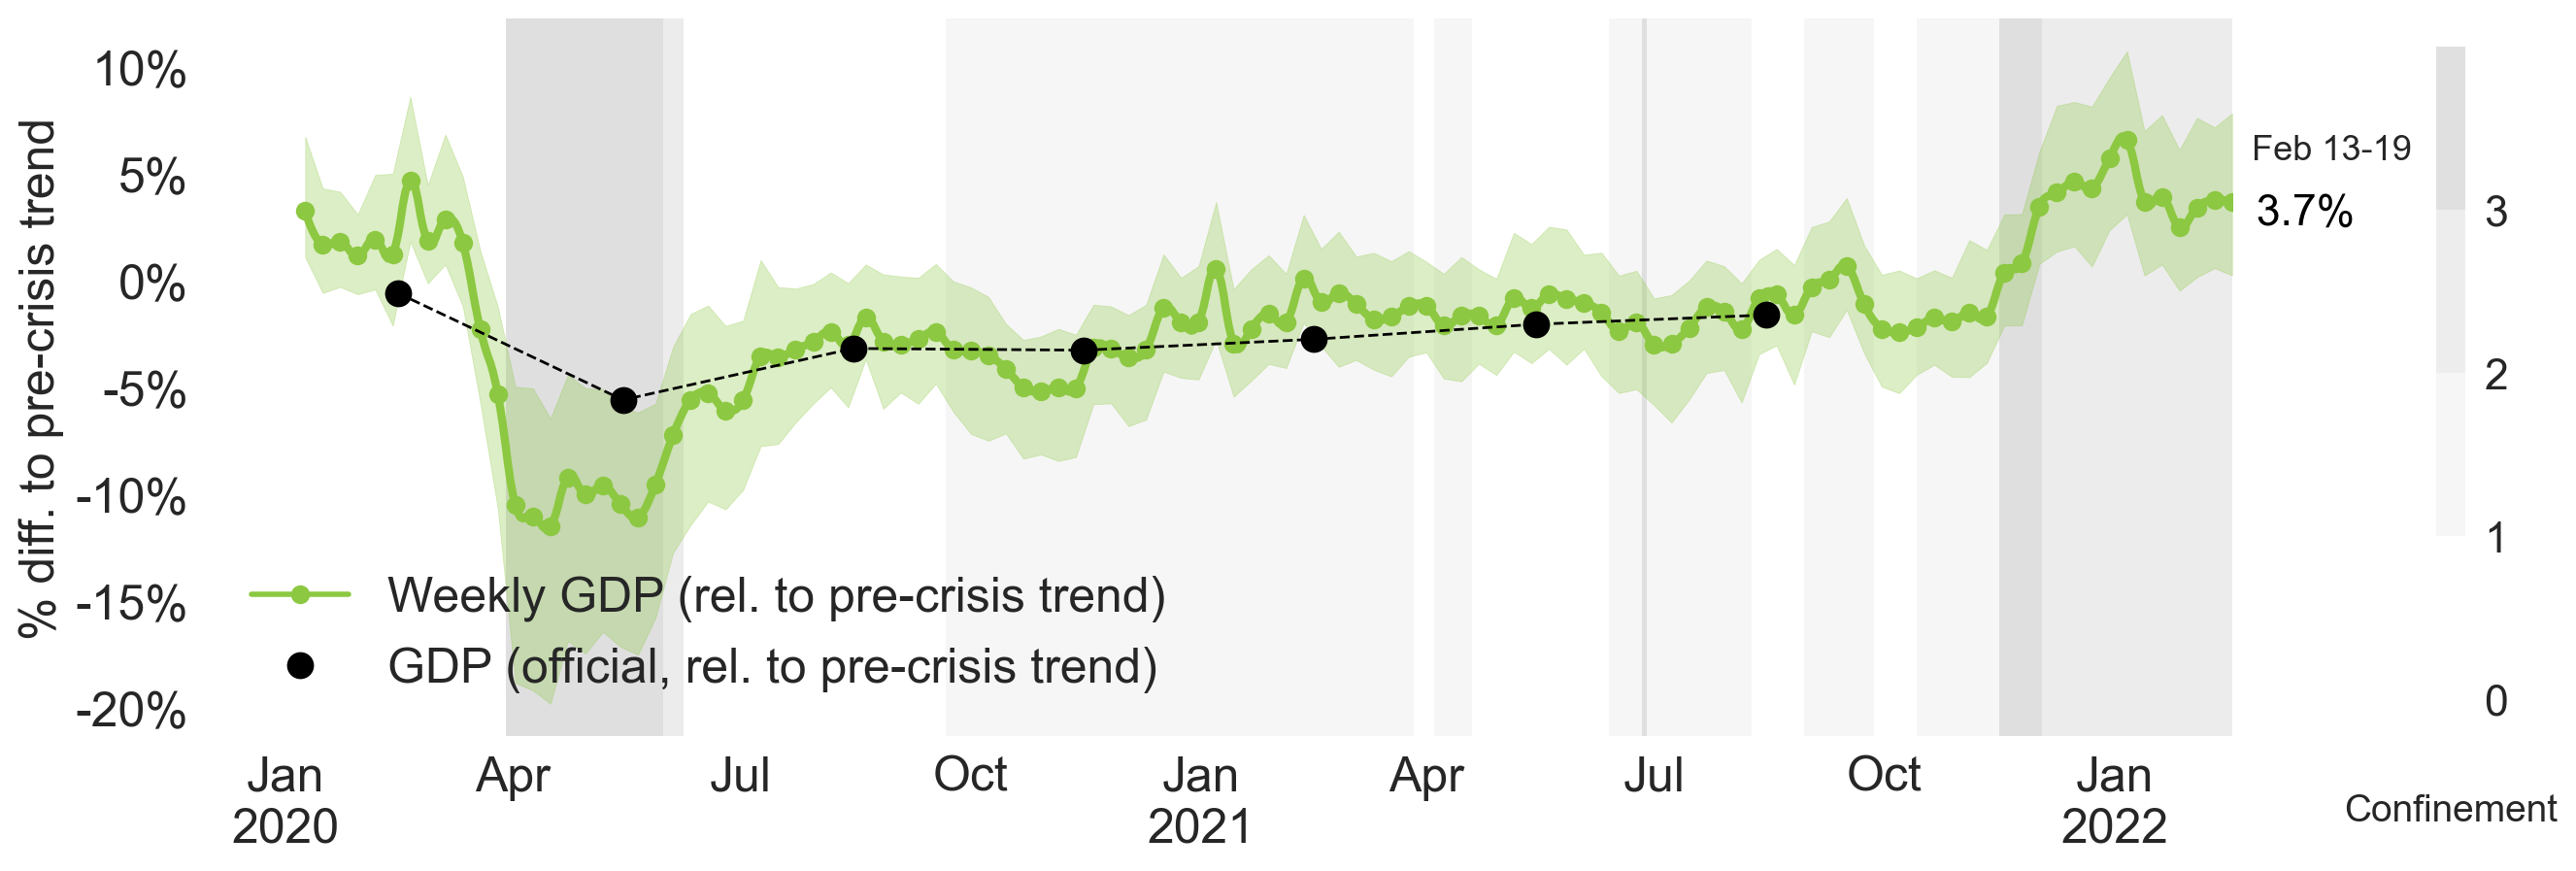 % diff. to pre-crisis trend
10%
5%
0%
-5%
-10%
-15%
-20%
Weekly GDP (rel. to pre-crisis trend)
GDP (official, rel. to pre-crisis trend)
Jan
2020
Apr
Jul
Oct
Jan
2021
Apr
Jul
Oct
Jan
2022
Feb 13-19
3.7%
3
2
1
0
Confinement